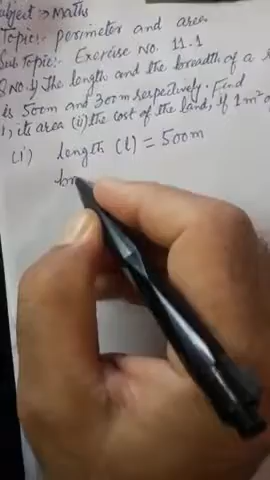 Subject :→ Maths
Topic:- perimeter and area
Sub Topic:- Exercise No. 11.1
Q.No.1) The length and the breadth of a
is 500m and 300m respectively. Find
i) its area (ii) the cost of the land, if 1m²
(i) length (l) = 500m
br